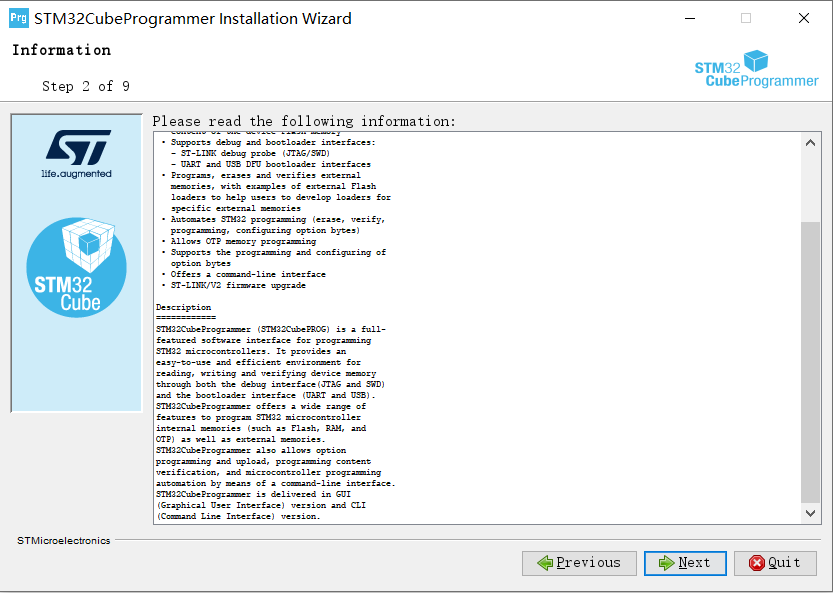 Prg STM32CubeProgrammer Installation Wizard
Information
Step 2 of 9
STM32
CubeProgrammer
ST
life.augmented
STM32
Cube
Please read the following information:
content of the device Flash memory
• Supports debug and bootloader interfaces:
– ST-LINK debug probe (JTAG/SWD)
– UART and USB DFU bootloader interfaces
• Programs, erases and verifies external
memories, with examples of external Flash
loaders to help users to develop loaders for
specific external memories
• Automates STM32 programming (erase, verify,
programming, configuring option bytes)
• Allows OTP memory programming
• Supports the programming and configuring of
option bytes
• Offers a command-line interface
• ST-LINK/V2 firmware upgrade
Description
============
STM32CubeProgrammer (STM32CubePROG) is a full-
featured software interface for programming
STM32 microcontrollers. It provides an
easy-to-use and efficient environment for
reading, writing and verifying device memory
through both the debug interface(JTAG and SWD)
and the bootloader interface (UART and USB).
STM32CubeProgrammer offers a wide range of
features to program STM32 microcontroller
internal memories (such as Flash, RAM, and
OTP) as well as external memories.
STM32CubeProgrammer also allows option
programming and upload, programming content
verification, and microcontroller programming
automation by means of a command-line interface.
STM32CubeProgrammer is delivered in GUI
(Graphical User Interface) version and CLI
(Command Line Interface) version.
STMicroelectronics
Previous
Next
Quit